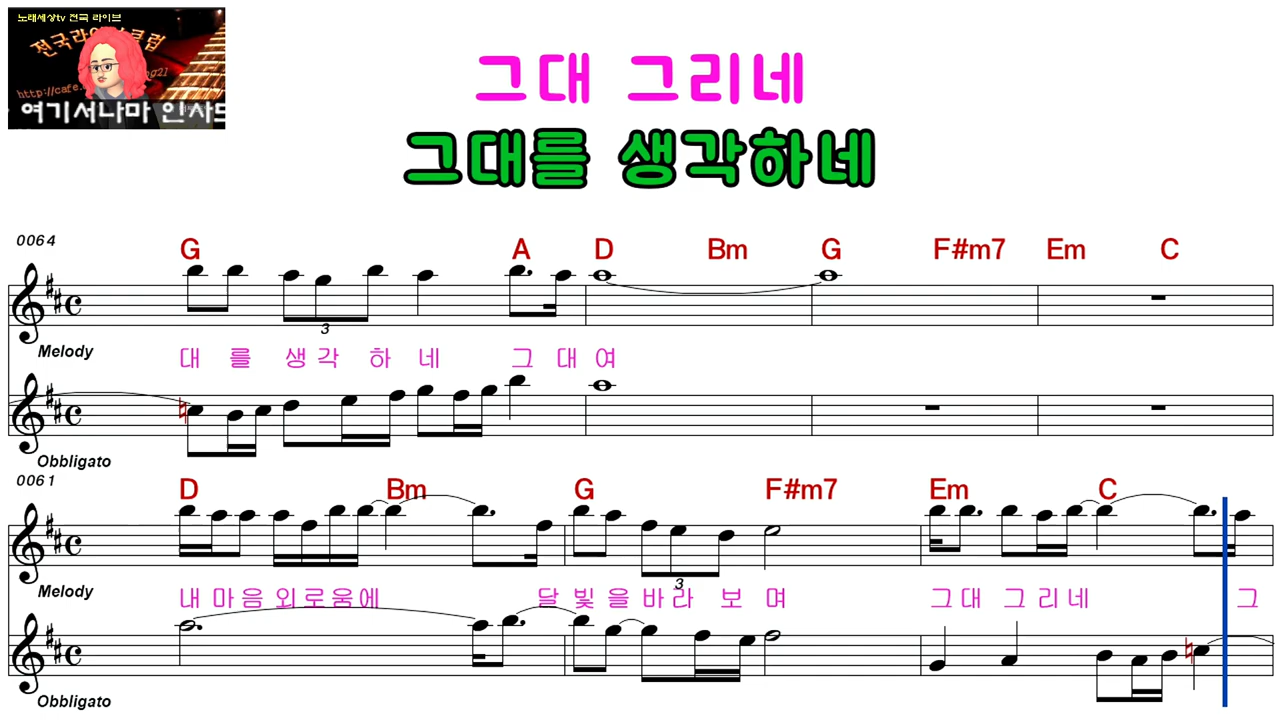 노래세상tv 전국 라이브
그대 그리네
그대를 생각하네
여기서나마 인사드
0064
G A D Bm G F#m7 Em C
3
Melody
대 를 생 각 하 네 그 대 여
Obbligato
0061
D Bm G F#m7 Em C
3
Melody
내 마 음 외 로 움 에 달 빛 을 바 라 보 며 그 대 그 리 네 그
Obbligato